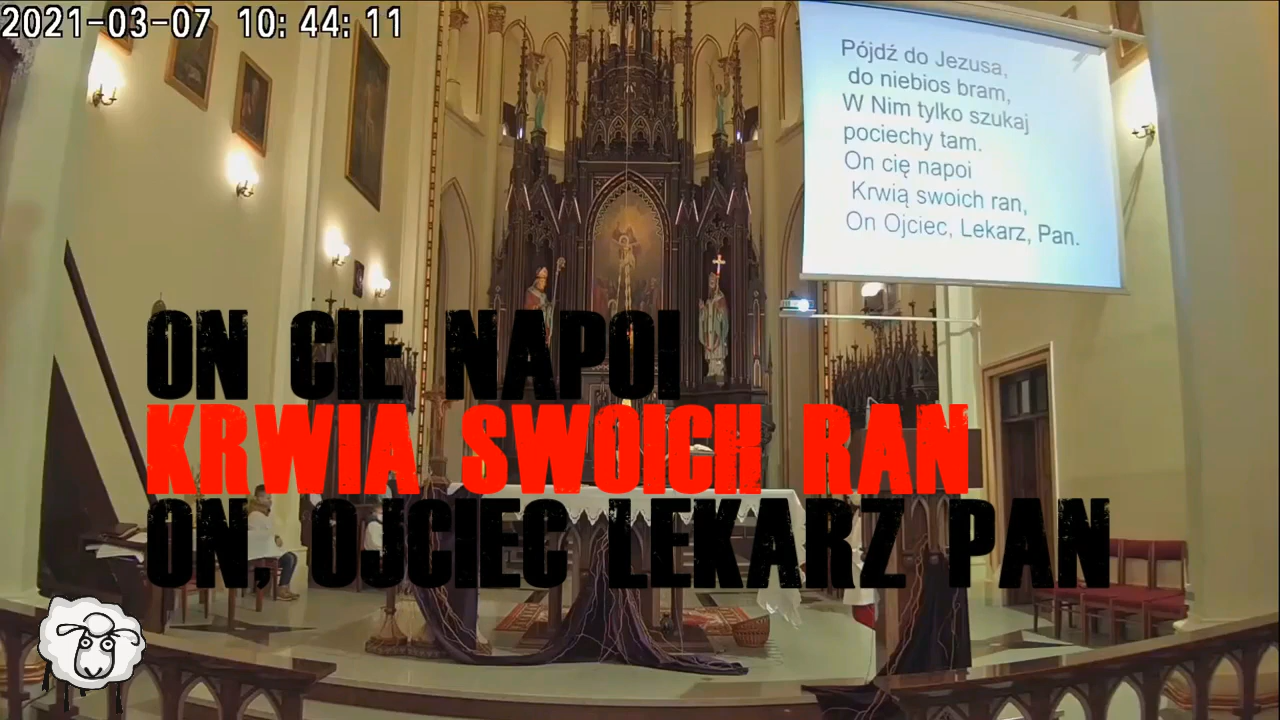 2021-03-07 10:44:11
Pójdź do Jezusa,
do niebios bram,
W Nim tylko szukaj
pociechy tam.
On cię napoi
Krwią swoich ran,
On Ojciec, Lekarz, Pan.
ON CIE NAPOI
KRWIA SWOICH RAN
ON, OJCIEC LEKARZ PAN